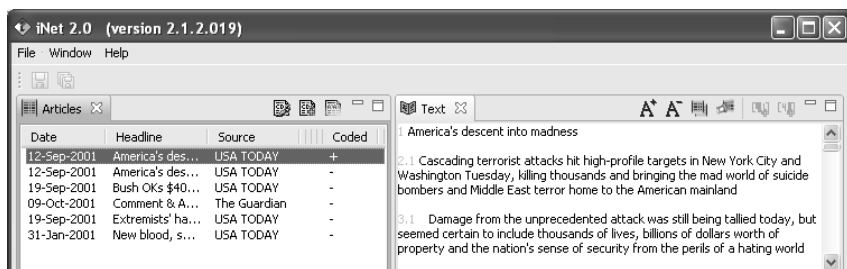 iNet 2.0 (version 2.1.2.019)
File Window Help
Articles
Date Headline Source Coded
12-Sep-2001 America's des... USA TODAY +
12-Sep-2001 America's des... USA TODAY -
19-Sep-2001 Bush OKs $40... USA TODAY -
09-Oct-2001 Comment & A... The Guardian -
19-Sep-2001 Extremists' ha... USA TODAY -
31-Jan-2001 New blood, s... USA TODAY -
Text
A+ A-
1 America's descent into madness
2.1 Cascading terrorist attacks hit high-profile targets in New York City and
Washington Tuesday, killing thousands and bringing the mad world of suicide
bombers and Middle East terror home to the American mainland
3.1 Damage from the unprecedented attack was still being tallied today, but
seemed certain to include thousands of lives, billions of dollars worth of
property and the nation's sense of security from the perils of a hating world